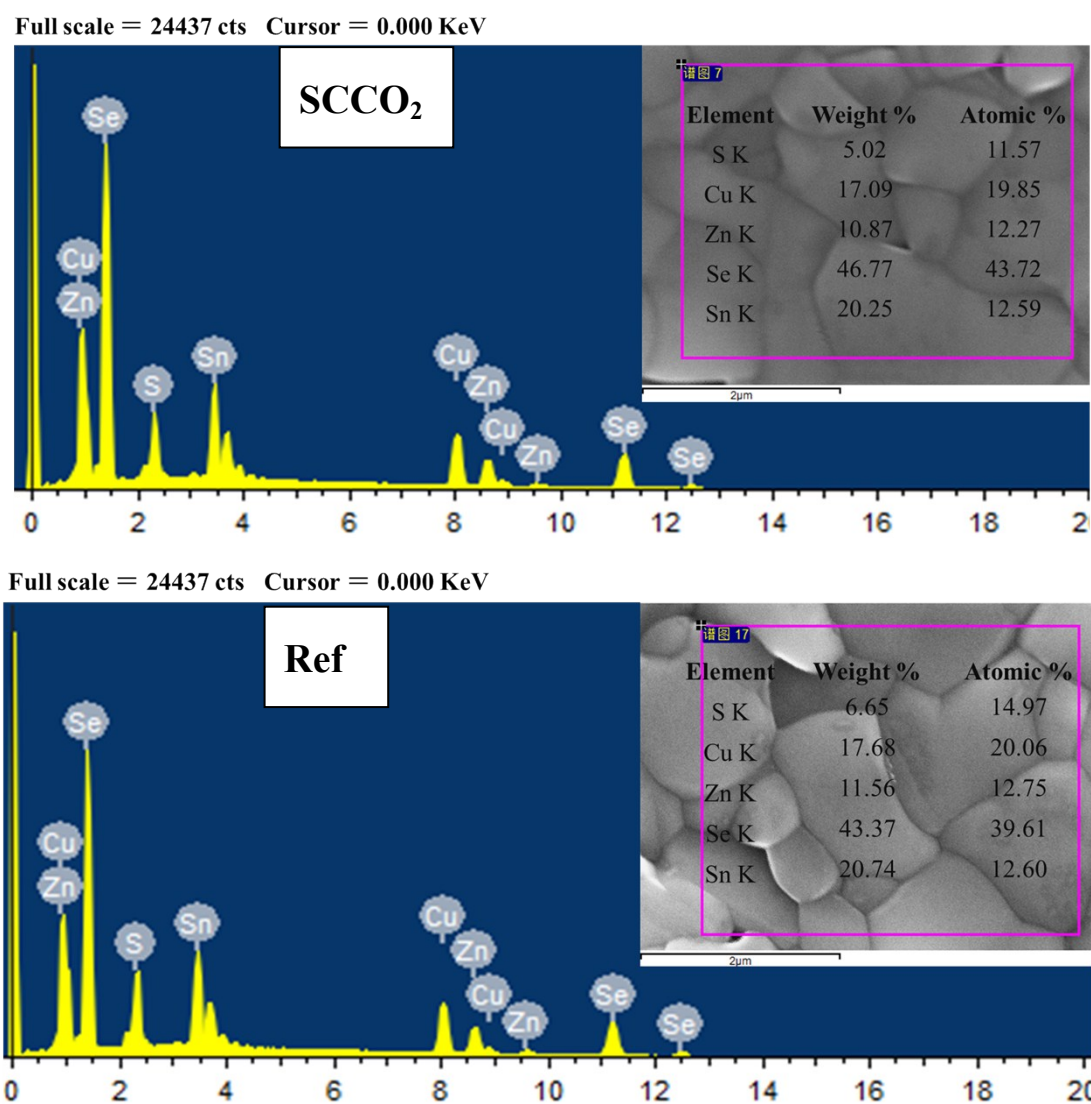 Full scale = 24437 cts Cursor = 0.000 KeV
SCCO₂
谱图 7
Element Weight % Atomic %
S K 5.02 11.57
Cu K 17.09 19.85
Zn K 10.87 12.27
Se K 46.77 43.72
Sn K 20.25 12.59
2μm
Se
Cu
Zn
S
Sn
Cu
Zn
Cu
Zn
Se
Se
0 2 4 6 8 10 12 14 16 18 2
Full scale = 24437 cts Cursor = 0.000 KeV
Ref
谱图 17
Element Weight % Atomic %
S K 6.65 14.97
Cu K 17.68 20.06
Zn K 11.56 12.75
Se K 43.37 39.61
Sn K 20.74 12.60
2μm
Se
Cu
Zn
S
Sn
Cu
Zn
Cu
Zn
Se
Se
0 2 4 6 8 10 12 14 16 18 20